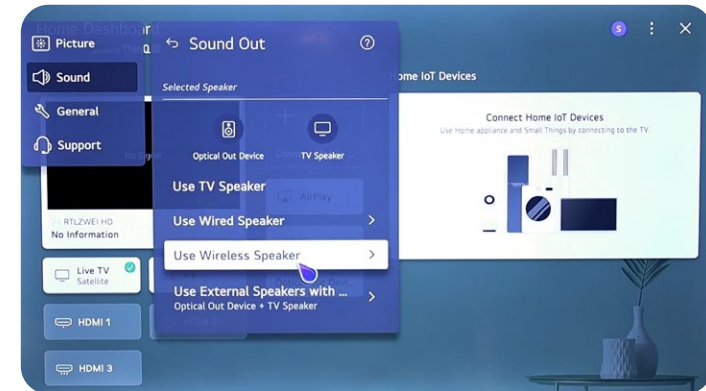 Home Dashboard
Picture
Sound
General
Support
Sound Out
Selected Speaker
Optical Out Device
TV Speaker
Use TV Speaker
Use Wired Speaker
Use Wireless Speaker
Use External Speakers with ...
Optical Out Device + TV Speaker
AirPlay
No Signal
RTLZWEI HD
No Information
Live TV
Satellite
HDMI 1
HDMI 3
S
Home IoT Devices
Connect Home IoT Devices
Use Home appliance and Small Things by connecting to the TV.